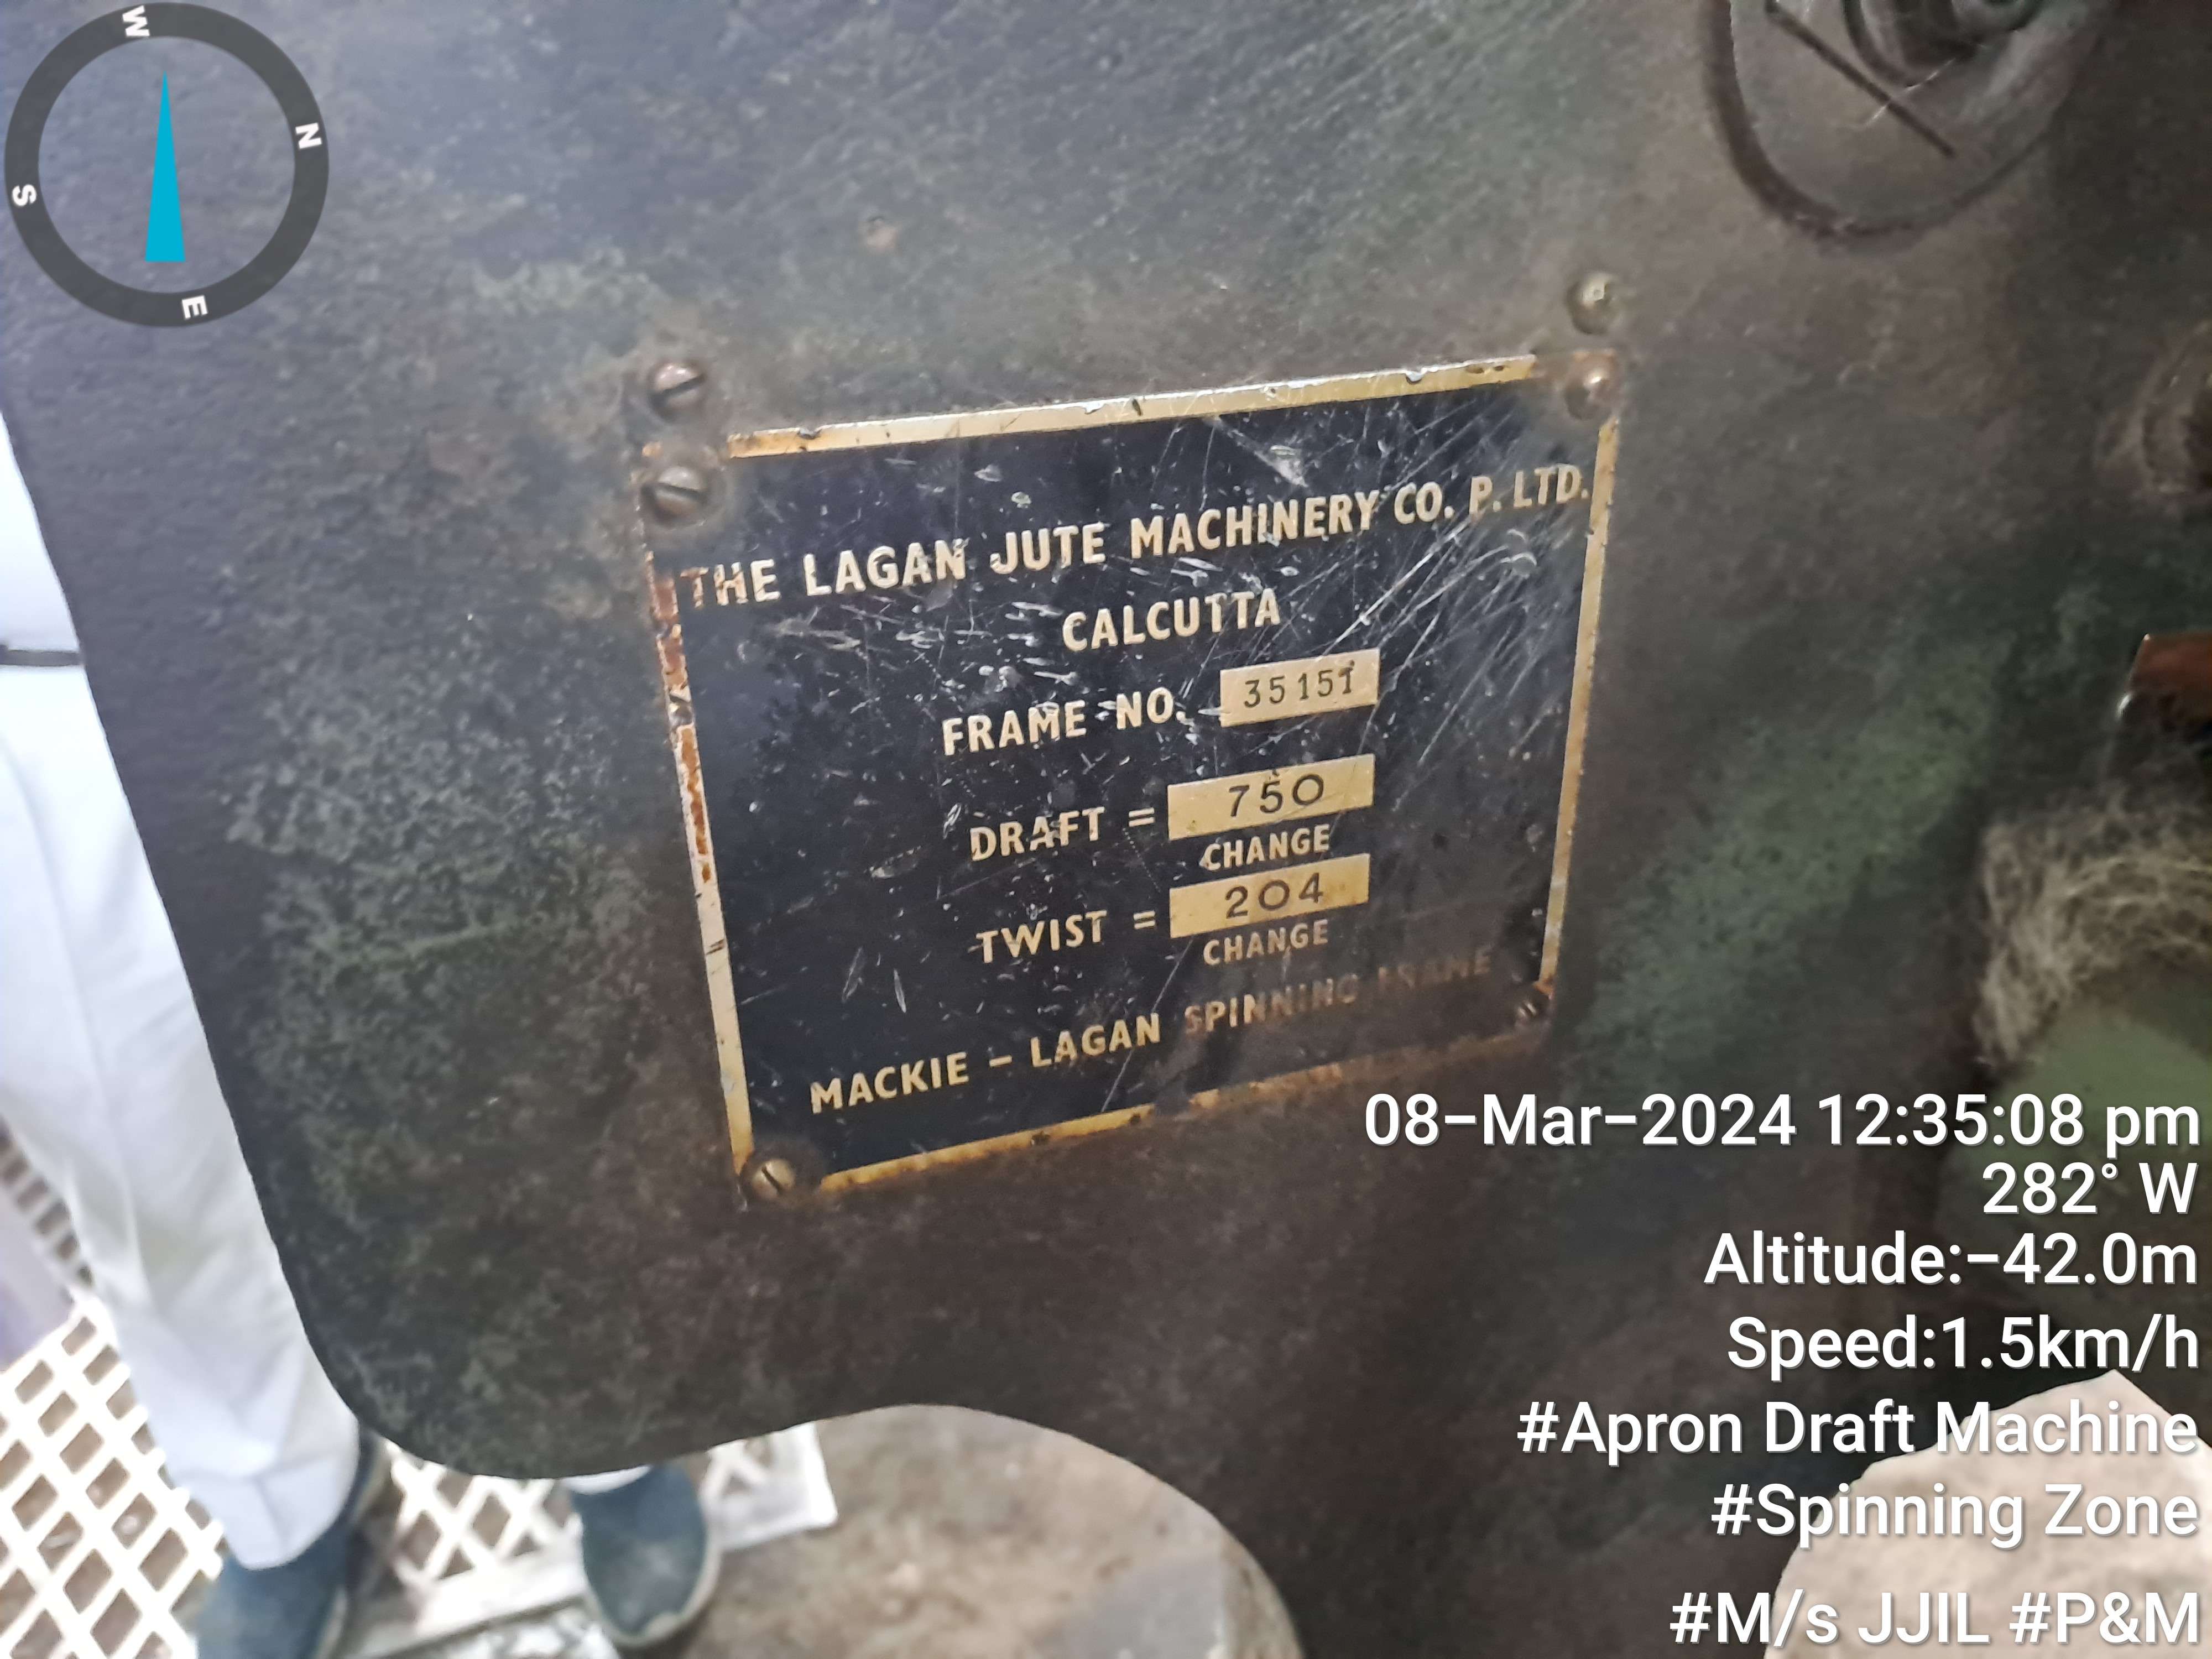 W
N
S
E
THE LAGAN JUTE MACHINERY CO. P. LTD.
CALCUTTA
FRAME NO. 35151
DRAFT = 750
CHANGE
TWIST = 204
CHANGE
MACKIE - LAGAN SPINNING FRAME
08-Mar-2024 12:35:08 pm
282° W
Altitude:-42.0m
Speed:1.5km/h
#Apron Draft Machine
#Spinning Zone
#M/s JJIL #P&M